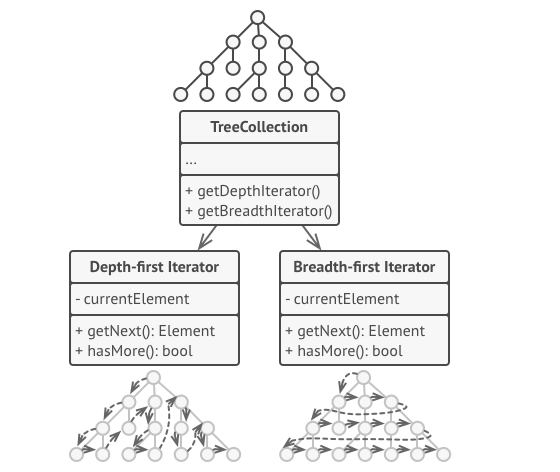 TreeCollection
...
+ getDepthIterator()
+ getBreadthIterator()
Depth-first Iterator
- currentElement
+ getNext(): Element
+ hasMore(): bool
Breadth-first Iterator
- currentElement
+ getNext(): Element
+ hasMore(): bool